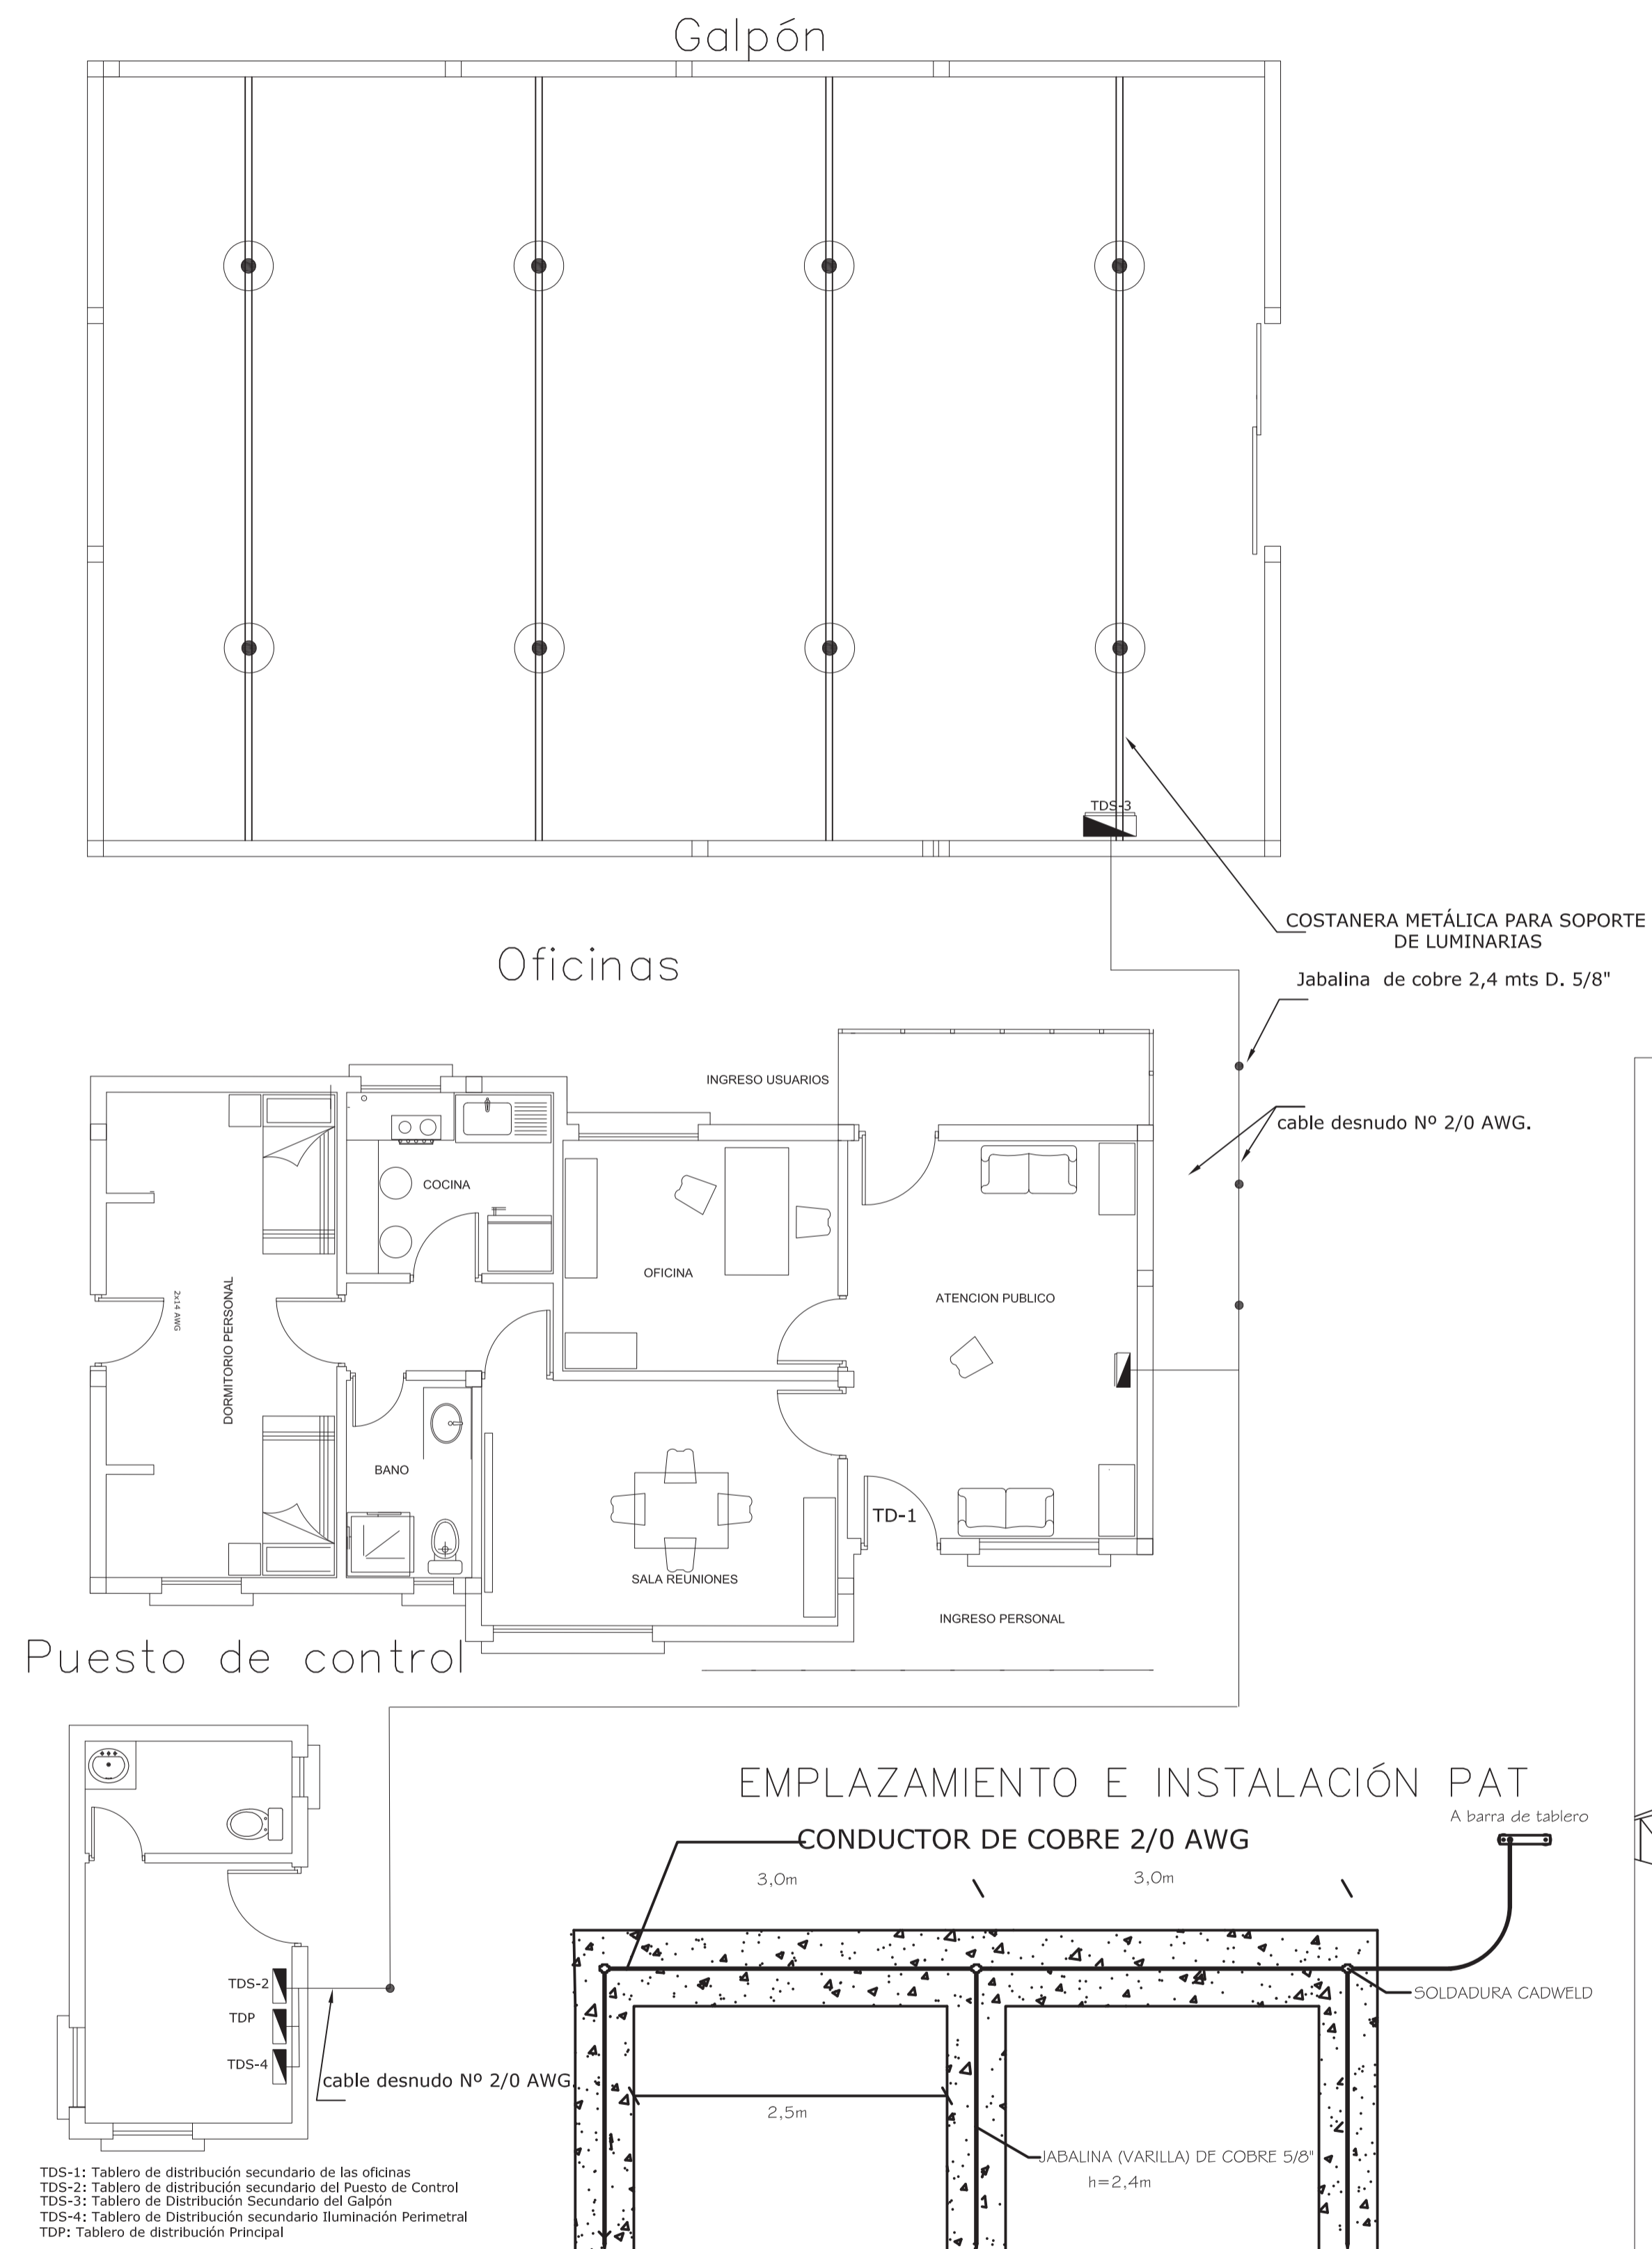 Galpón
TDS-3
COSTANERA METÁLICA PARA SOPORTE
DE LUMINARIAS
Jabalina de cobre 2,4 mts D. 5/8"
Oficinas
INGRESO USUARIOS
cable desnudo Nº 2/0 AWG.
COCINA
OFICINA
ATENCION PUBLICO
2x14 AWG
DORMITORIO PERSONAL
BANO
TD-1
SALA REUNIONES
INGRESO PERSONAL
Puesto de control
EMPLAZAMIENTO E INSTALACIÓN PAT
A barra de tablero
CONDUCTOR DE COBRE 2/0 AWG
3,0m
3,0m
TDS-2
TDP
TDS-4
SOLDADURA CADWELD
cable desnudo Nº 2/0 AWG.
2,5m
JABALINA (VARILLA) DE COBRE 5/8"
h=2,4m
TDS-1: Tablero de distribución secundario de las oficinas
TDS-2: Tablero de distribución secundario del Puesto de Control
TDS-3: Tablero de Distribución Secundario del Galpón
TDS-4: Tablero de Distribución secundario Iluminación Perimetral
TDP: Tablero de distribución Principal